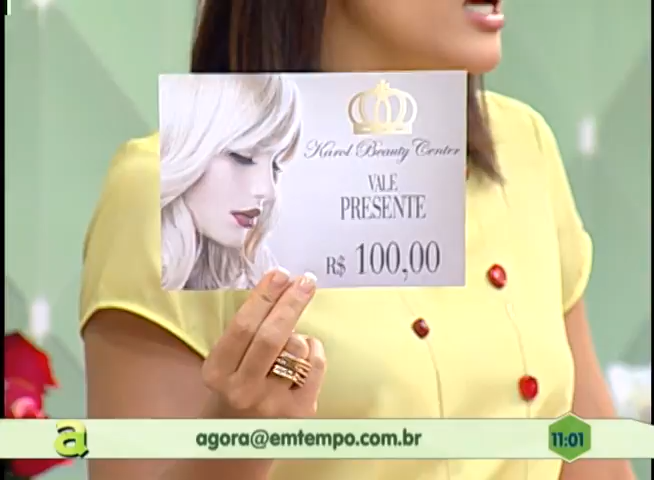 Karol Beauty Center
VALE
PRESENTE
R$ 100,00
a
agora@emtempo.com.br
11:01